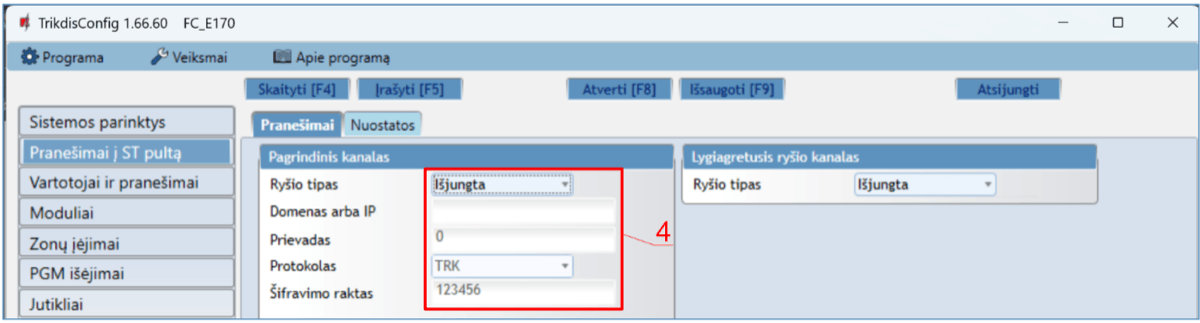 TrikdisConfig 1.66.60 FC_E170
Programa Veiksmai Apie programą
Skaityti [F4] Įrašyti [F5] Atverti [F8] Išsaugoti [F9] Atsijungti
Sistemos parinktys
Pranešimai į ST pultą
Vartotojai ir pranešimai
Moduliai
Zonų įėjimai
PGM išėjimai
Jutikliai
Pranešimai Nuostatos
Pagrindinis kanalas
Ryšio tipas Išjungta
Domenas arba IP
Prievadas 0
Protokolas TRK
Šifravimo raktas 123456
4
Lygiagretusis ryšio kanalas
Ryšio tipas Išjungta